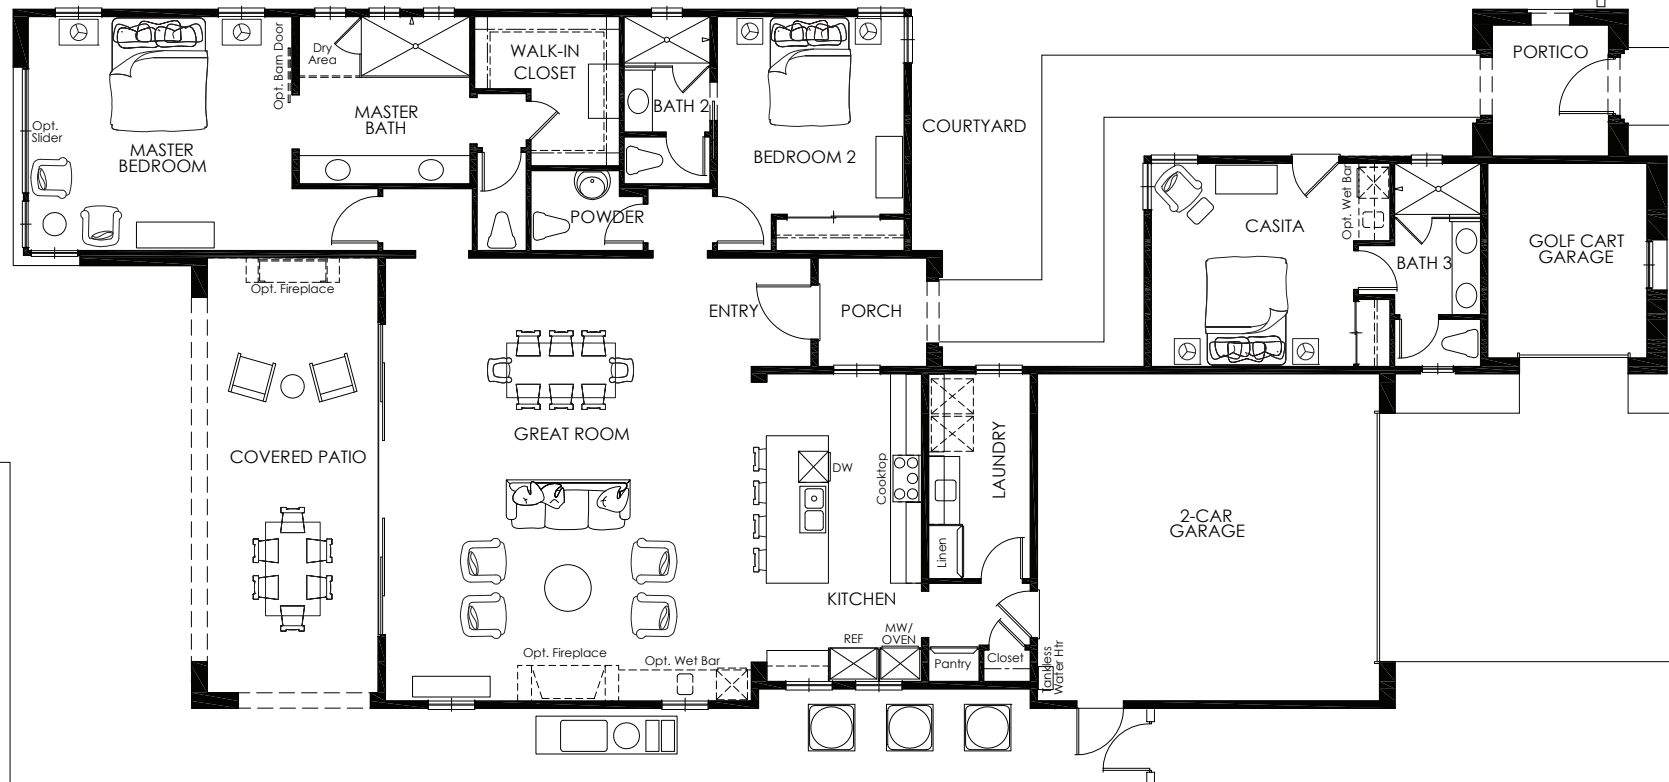 PORTICO
Opt. Barn Door
Dry
Area
WALK-IN
CLOSET
MASTER
BATH
BATH 2
COURTYARD
Opt.
Slider
MASTER
BEDROOM
BEDROOM 2
Opt. Wet Bar
POWDER
CASITA
GOLF CART
GARAGE
BATH 3
Opt. Fireplace
ENTRY
PORCH
GREAT ROOM
COVERED PATIO
DW
Cooktop
LAUNDRY
2-CAR
GARAGE
Linen
KITCHEN
REF
MW/
OVEN
Opt. Fireplace
Opt. Wet Bar
Pantry
Closet
Tankless
Water Htr